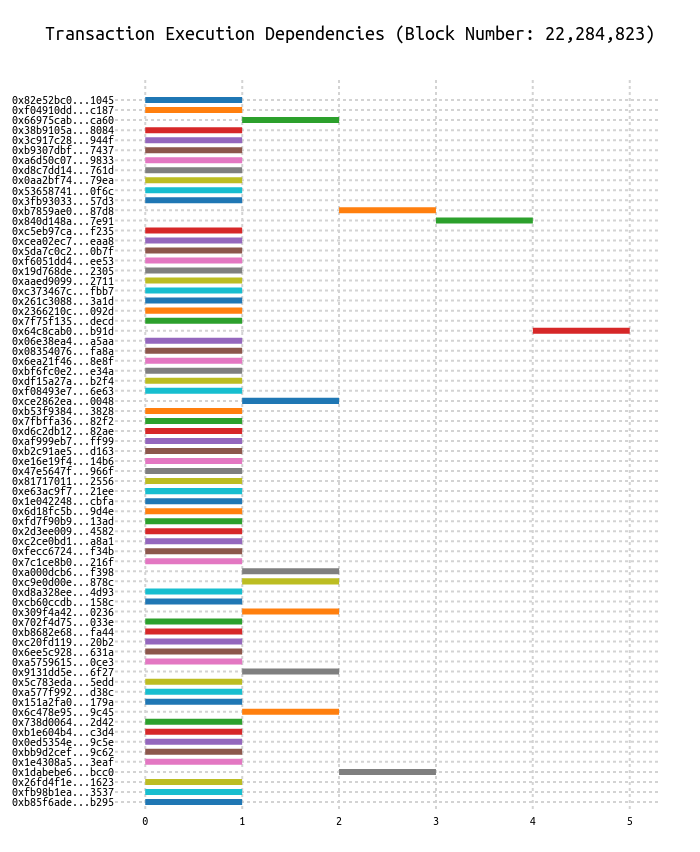 Transaction Execution Dependencies (Block Number: 22,284,823)
0x82e52bc0...1045
0xf04910dd...c187
0x66975cab...ca60
0x38b9105a...8084
0x3c917c28...944f
0xb9307dbf...7437
0xa6d50c07...9833
0xd8c7dd14...761d
0x0aa2bf74...79ea
0x53658741...0f6c
0x3fb93033...57d3
0xb7859ae0...87d8
0x840d148a...7e91
0xc5eb97ca...f235
0xcea02ec7...eaa8
0x5da7c0c2...0b7f
0xf6051dd4...ee53
0x19d768de...2305
0xaaed9099...2711
0xc373467c...fbb7
0x261c3088...3a1d
0x2366210c...092d
0x7f75f135...decd
0x64c8cab0...b91d
0x06e38ea4...a5aa
0x08354076...fa8a
0x6ea21f46...8e8f
0xbf6fc0e2...e34a
0xdf15a27a...b2f4
0xf08493e7...6e63
0xce2862ea...0048
0xb53f9384...3828
0x7fbffa36...82f2
0xd6c2db12...82ae
0xaf999eb7...ff99
0xb2c91ae5...d163
0xe16e19f4...14b6
0x47e5647f...966f
0x81717011...2556
0xe63ac9f7...21ee
0x1e042248...cbfa
0x6d18fc5b...9d4e
0xfd7f90b9...13ad
0x2d3ee009...4582
0xc2ce0bd1...a8a1
0xfecc6724...f34b
0x7c1ce8b0...216f
0xa000dcb6...f398
0xc9e0d00e...878c
0xd8a328ee...4d93
0xcb60ccdb...158c
0x309f4a42...0236
0x702f4d75...033e
0xb8682e68...fa44
0xc20fd119...20b2
0x6ee5c928...631a
0xa5759615...0ce3
0x9131dd5e...6f27
0x5c783eda...5edd
0xa577f992...d38c
0x151a2fa0...179a
0x6c478e95...9c45
0x738d0064...2d42
0xb1e604b4...c3d4
0x0ed5354e...9c5e
0xbb9d2cef...9c62
0x1e4308a5...3eaf
0x1dabebe6...bcc0
0x26fd4f1e...1623
0xfb98b1ea...3537
0xb85f6ade...b295
0 1 2 3 4 5